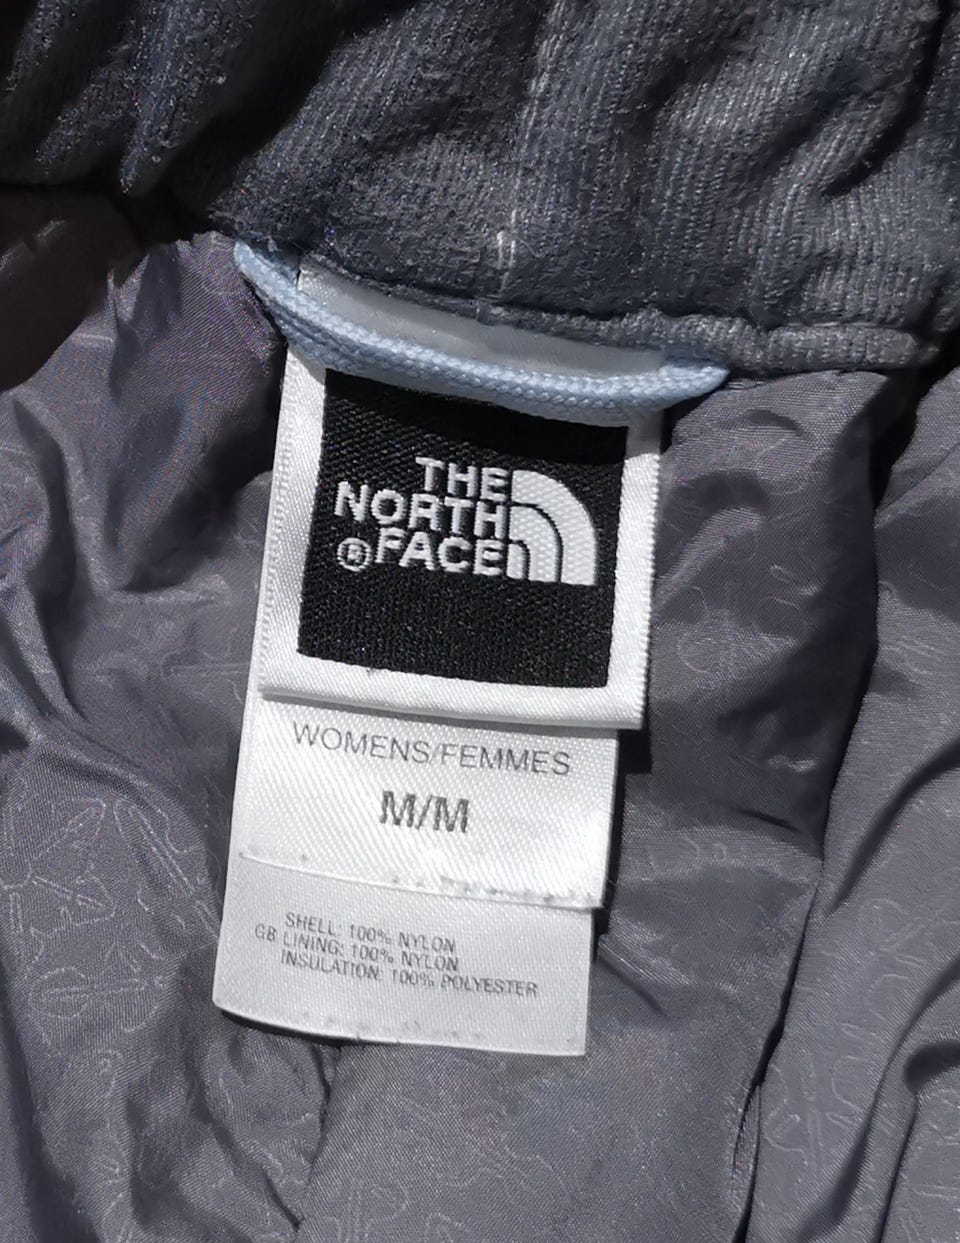 THE
NORTH
®FACE
WOMENS/FEMMES
M/M
SHELL: 100% NYLON
GB LINING: 100% NYLON
INSULATION: 100% POLYESTER